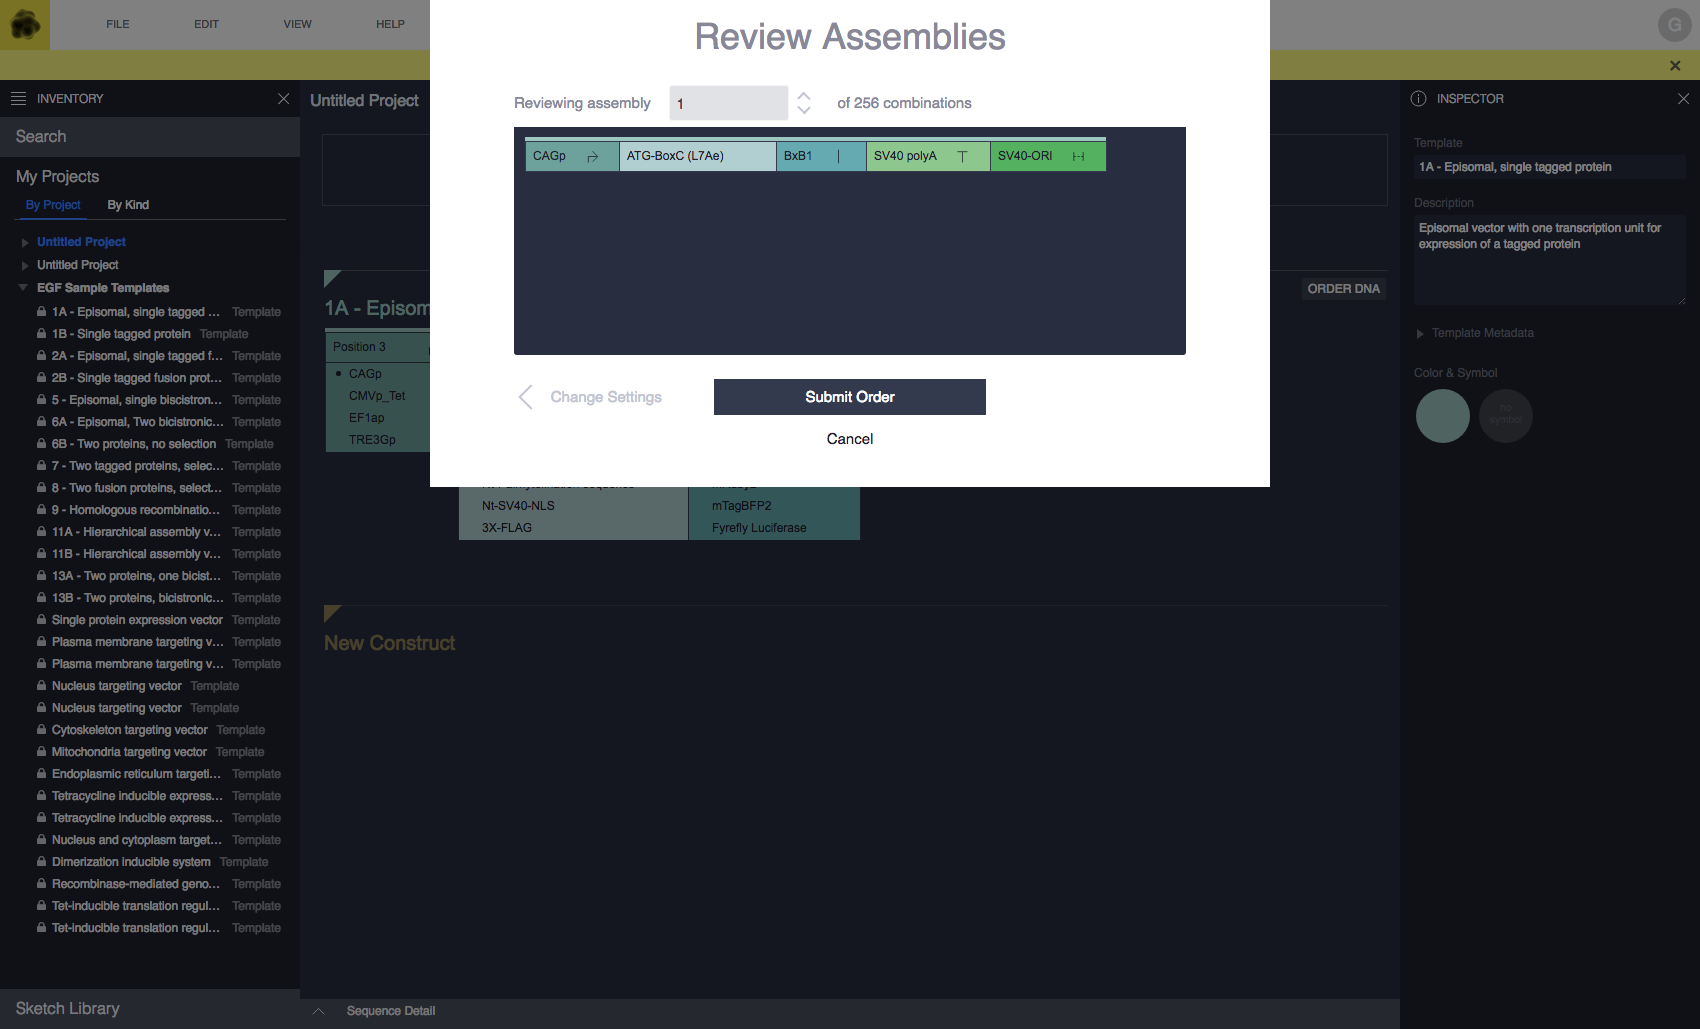 FILE EDIT VIEW HELP
G
INVENTORY
Search
My Projects
By Project By Kind
Untitled Project
Untitled Project
EGF Sample Templates
1A - Episomal, single tagged ... Template
1B - Single tagged protein Template
2A - Episomal, single tagged f... Template
2B - Single tagged fusion prot... Template
5 - Episomal, single biscistron... Template
6A - Episomal, Two bicistronic... Template
6B - Two proteins, no selection Template
7 - Two tagged proteins, selec... Template
8 - Two fusion proteins, select... Template
9 - Homologous recombinatio... Template
11A - Hierarchical assembly v... Template
11B - Hierarchical assembly v... Template
13A - Two proteins, one bicist... Template
13B - Two proteins, bicistronic... Template
Single protein expression vector Template
Plasma membrane targeting v... Template
Plasma membrane targeting v... Template
Nucleus targeting vector Template
Nucleus targeting vector Template
Cytoskeleton targeting vector Template
Mitochondria targeting vector Template
Endoplasmic reticulum targeti... Template
Tetracycline inducible express... Template
Tetracycline inducible express... Template
Nucleus and cytoplasm target... Template
Dimerization inducible system Template
Recombinase-mediated geno... Template
Tet-inducible translation regul... Template
Tet-inducible translation regul... Template
Sketch Library
Untitled Project
1A - Episom
ORDER DNA
Position 3
CAGp
CMVp_Tet
EF1ap
TRE3Gp
Nt-SV40-NLS
3X-FLAG
mTagBFP2
Fyrefly Luciferase
New Construct
Sequence Detail
Review Assemblies
Reviewing assembly 1 of 256 combinations
CAGp ATG-BoxC (L7Ae) BxB1 SV40 polyA SV40-ORI
Change Settings
Submit Order
Cancel
INSPECTOR
Template
1A - Episomal, single tagged protein
Description
Episomal vector with one transcription unit for
expression of a tagged protein
Template Metadata
Color & Symbol
no
symbol